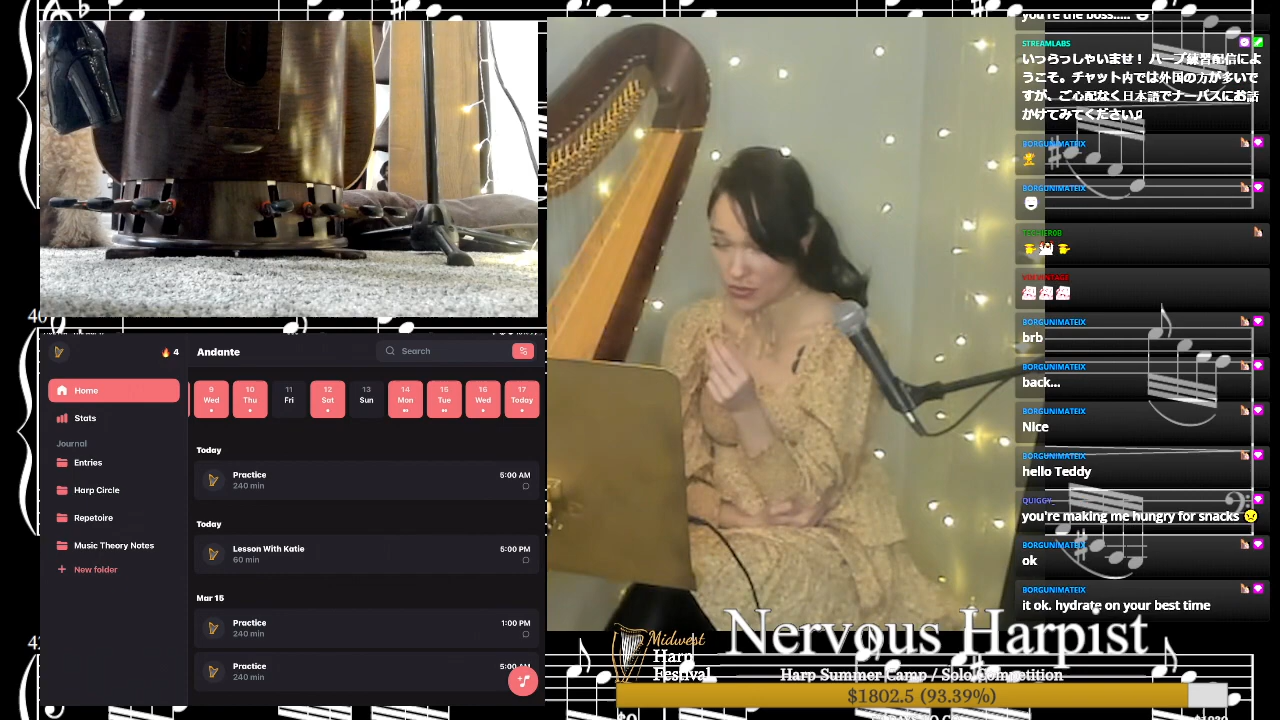 4
Andante
Search
Home
Stats
Journal
Entries
Harp Circle
Repetoire
Music Theory Notes
New folder
9 10 11 12 13 14 15 16 17
Wed Thu Fri Sat Sun Mon Tue Wed Today
Today
Practice
5:00 AM
240 min
Today
Lesson With Katie
5:00 PM
60 min
Mar 15
Practice
1:00 PM
240 min
Practice
5:00 AM
240 min
you're the boss.....
STREAMLABS
いつらっしゃいませ！ ハープ練習配信によ
うこそ。チャット内では外国の方が多いで
すが、ご心配なく日本語でナーバスにお話
かけてみてください♫
BORGUNIMATEIX
BORGUNIMATEIX
BORGUNIMATEIX
brb
BORGUNIMATEIX
back...
BORGUNIMATEIX
Nice
BORGUNIMATEIX
hello Teddy
QUIGGY_
you're making me hungry for snacks
BORGUNIMATEIX
ok
BORGUNIMATEIX
it ok. hydrate on your best time
Nervous Harpist
Midwest
Harp
Festival
Harp Summer Camp / Solo Competition
$1802.5 (93.39%)